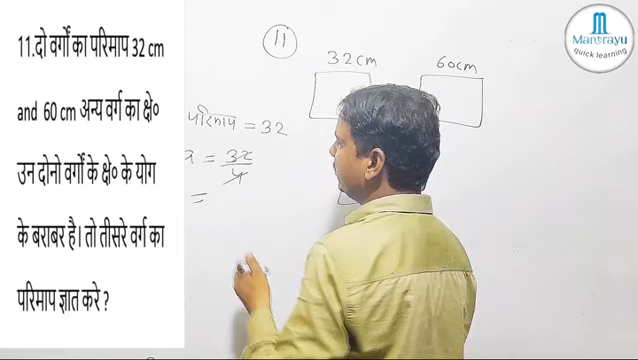 11.दो वर्गों का परिमाप 32 cm
and 60 cm अन्य वर्ग का क्षे०
उन दोनो वर्गों के क्षे० के योग
के बराबर है। तो तीसरे वर्ग का
परिमाप ज्ञात करे ?
11
32cm
60cm
परिमाप = 32
= 32
4
=
quick learning